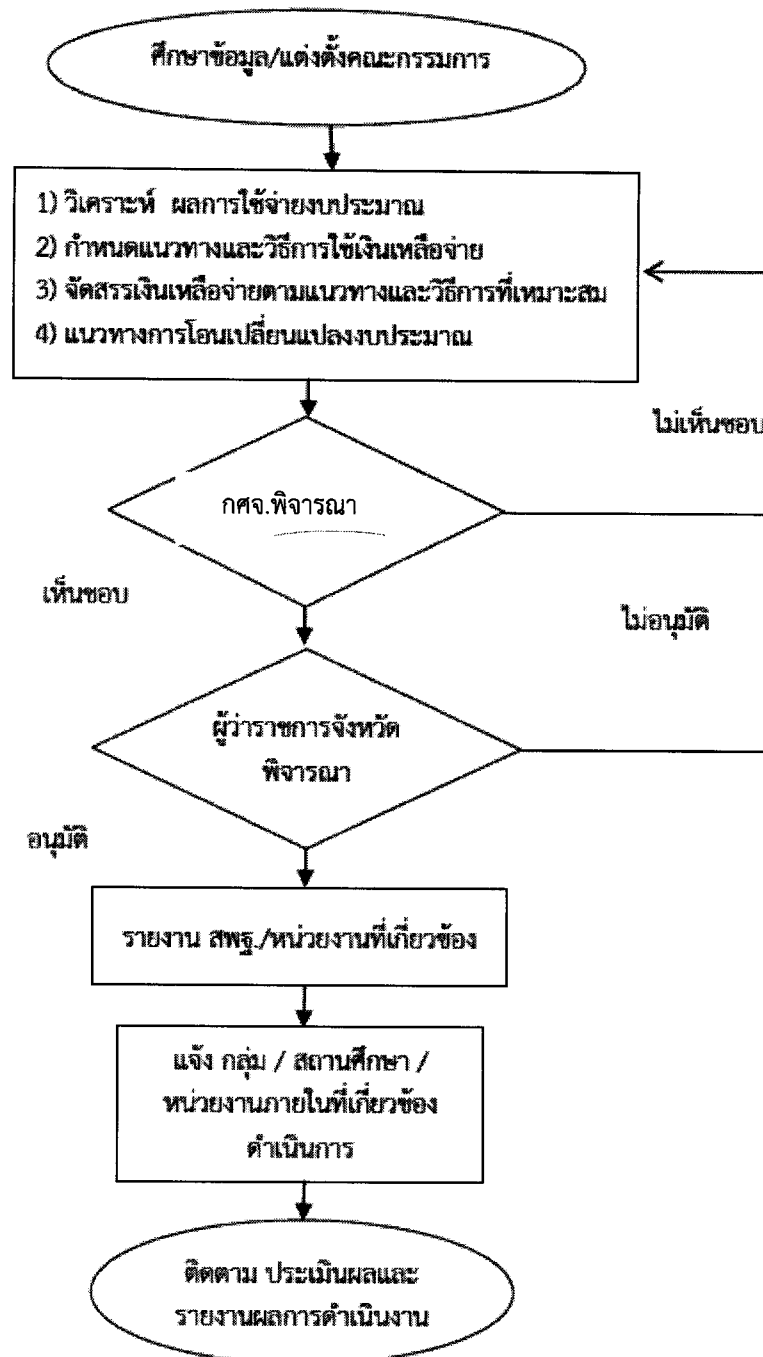 ศึกษาข้อมูล/แต่งตั้งคณะกรรมการ
1) วิเคราะห์ ผลการใช้จ่ายงบประมาณ
2) กำหนดแนวทางและวิธีการใช้เงินเหลือจ่าย
3) จัดสรรเงินเหลือจ่ายตามแนวทางและวิธีการที่เหมาะสม
4) แนวทางการโอนเปลี่ยนแปลงงบประมาณ
ไม่เห็นชอบ
กศจ.พิจารณา
เห็นชอบ
ไม่อนุมัติ
ผู้ว่าราชการจังหวัด
พิจารณา
อนุมัติ
รายงาน สพฐ./หน่วยงานที่เกี่ยวข้อง
แจ้ง กลุ่ม / สถานศึกษา /
หน่วยงานภายในที่เกี่ยวข้อง
ดำเนินการ
ติดตาม ประเมินผลและ
รายงานผลการดำเนินงาน